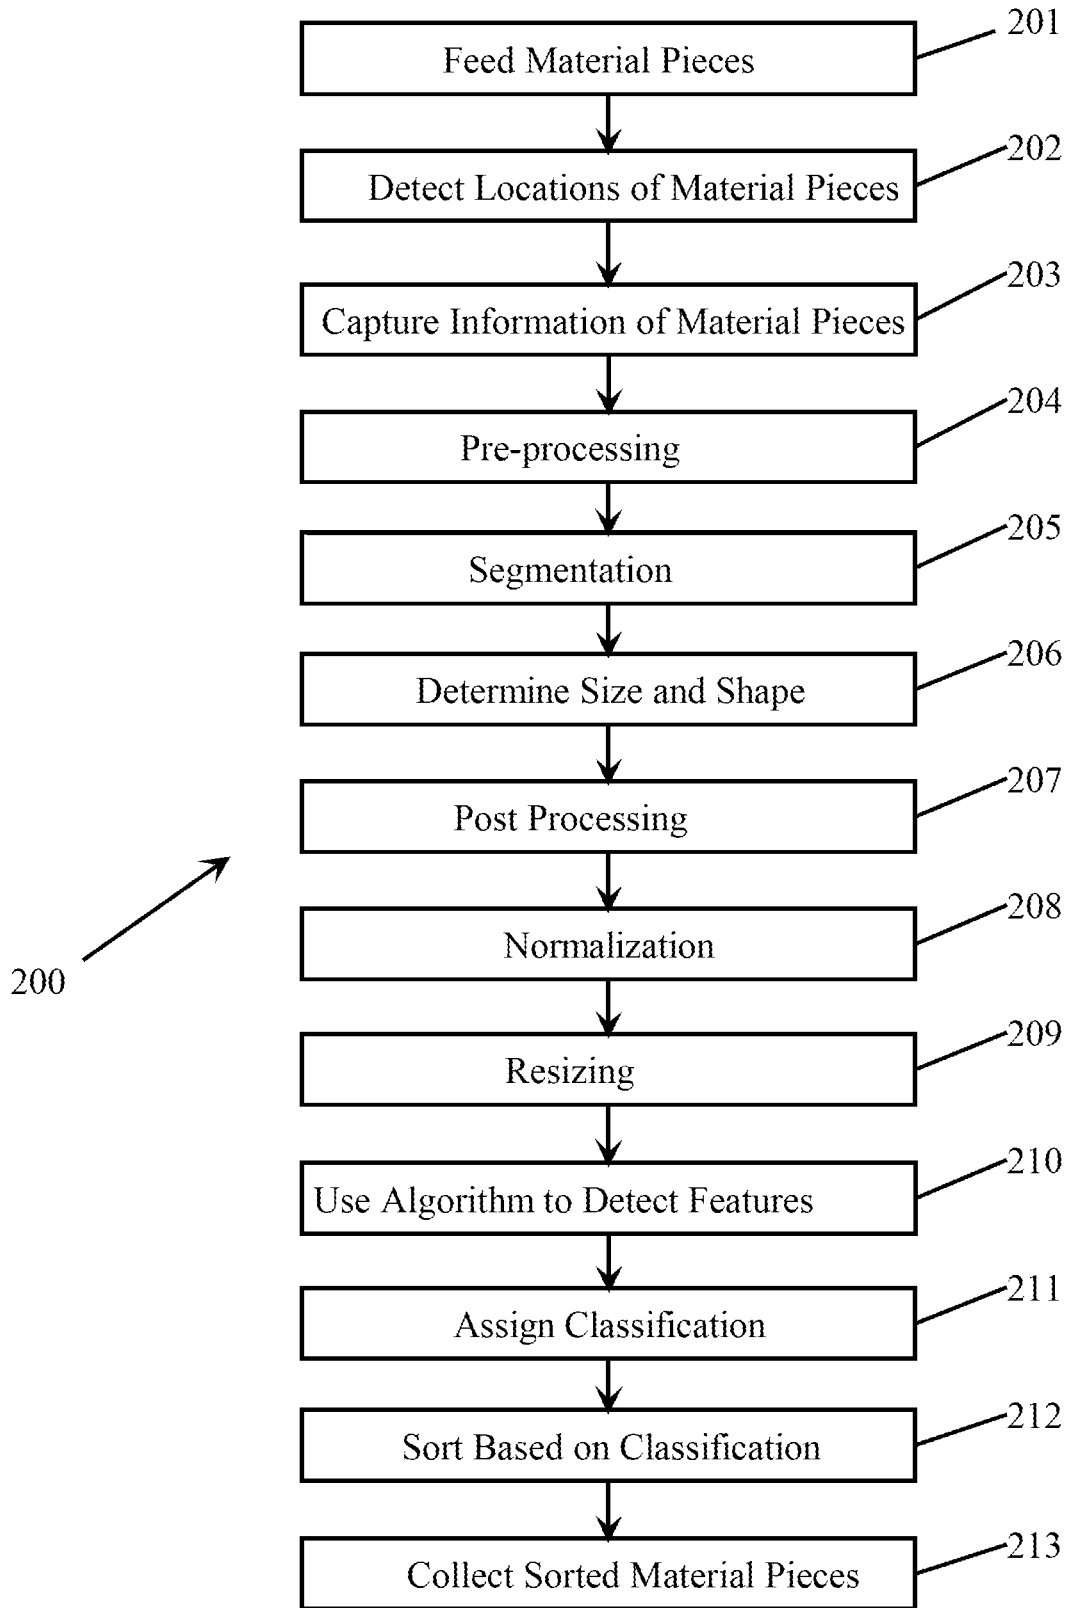 Feed Material Pieces
201
Detect Locations of Material Pieces
202
Capture Information of Material Pieces
203
Pre-processing
204
Segmentation
205
Determine Size and Shape
206
Post Processing
207
Normalization
208
200
Resizing
209
Use Algorithm to Detect Features
210
Assign Classification
211
Sort Based on Classification
212
Collect Sorted Material Pieces
213